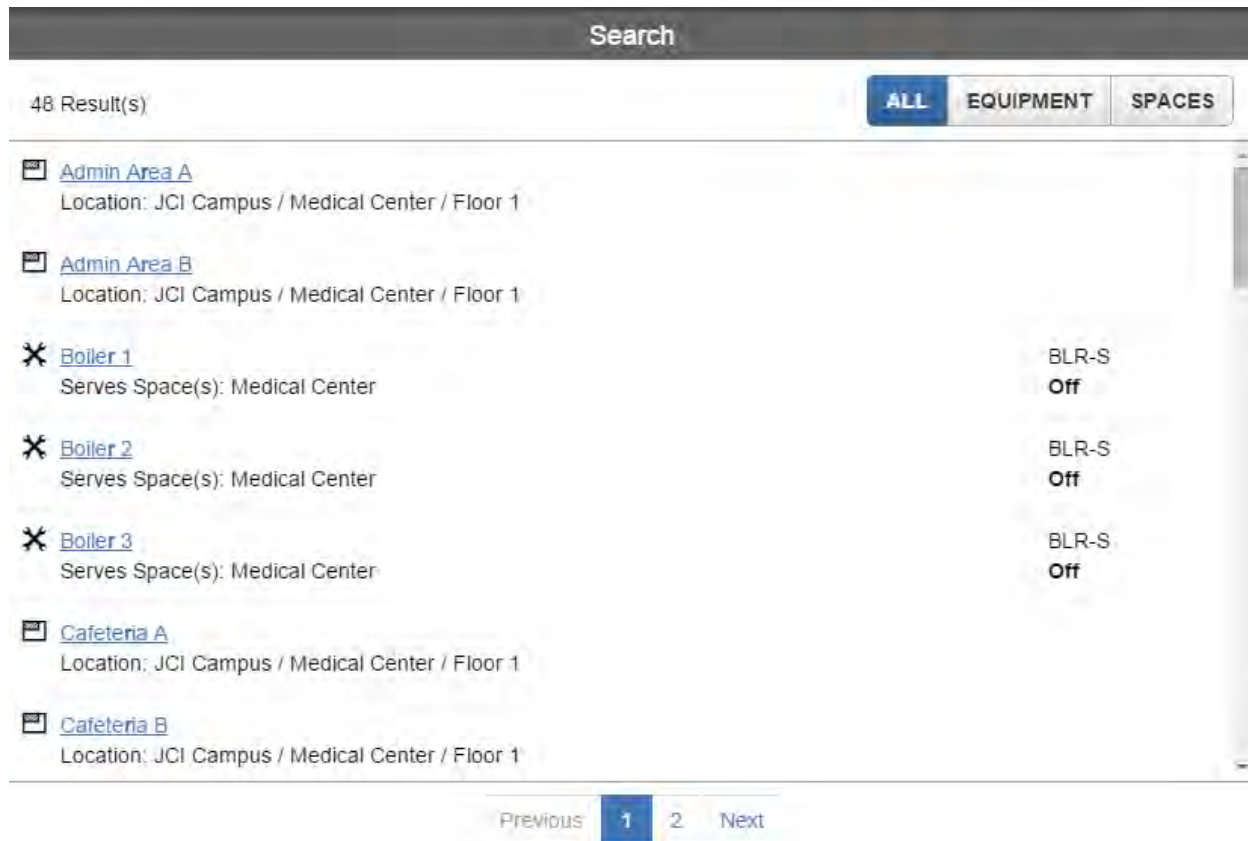 Search
48 Result(s)
ALL EQUIPMENT SPACES
Admin Area A
Location: JCI Campus / Medical Center / Floor 1
Admin Area B
Location: JCI Campus / Medical Center / Floor 1
Boiler 1 BLR-S
Serves Space(s): Medical Center Off
Boiler 2 BLR-S
Serves Space(s): Medical Center Off
Boiler 3 BLR-S
Serves Space(s): Medical Center Off
Cafeteria A
Location: JCI Campus / Medical Center / Floor 1
Cafeteria B
Location: JCI Campus / Medical Center / Floor 1
Previous 1 2 Next